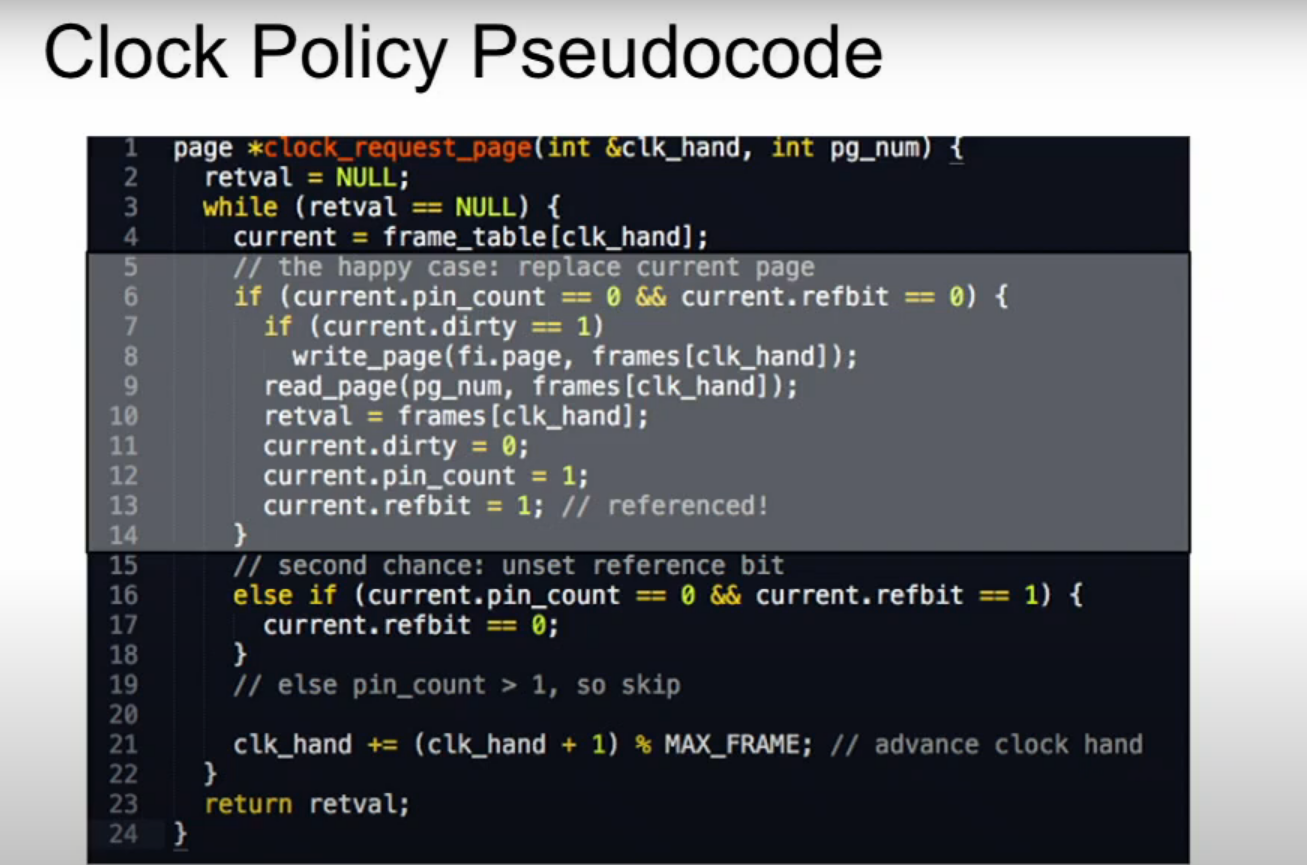 Clock Policy Pseudocode
1 page *clock_request_page(int &clk_hand, int pg_num) {
2 retval = NULL;
3 while (retval == NULL) {
4 current = frame_table[clk_hand];
5 // the happy case: replace current page
6 if (current.pin_count == 0 && current.refbit == 0) {
7 if (current.dirty == 1)
8 write_page(fi.page, frames[clk_hand]);
9 read_page(pg_num, frames[clk_hand]);
10 retval = frames[clk_hand];
11 current.dirty = 0;
12 current.pin_count = 1;
13 current.refbit = 1; // referenced!
14 }
15 // second chance: unset reference bit
16 else if (current.pin_count == 0 && current.refbit == 1) {
17 current.refbit == 0;
18 }
19 // else pin_count > 1, so skip
20
21 clk_hand += (clk_hand + 1) % MAX_FRAME; // advance clock hand
22 }
23 return retval;
24 }